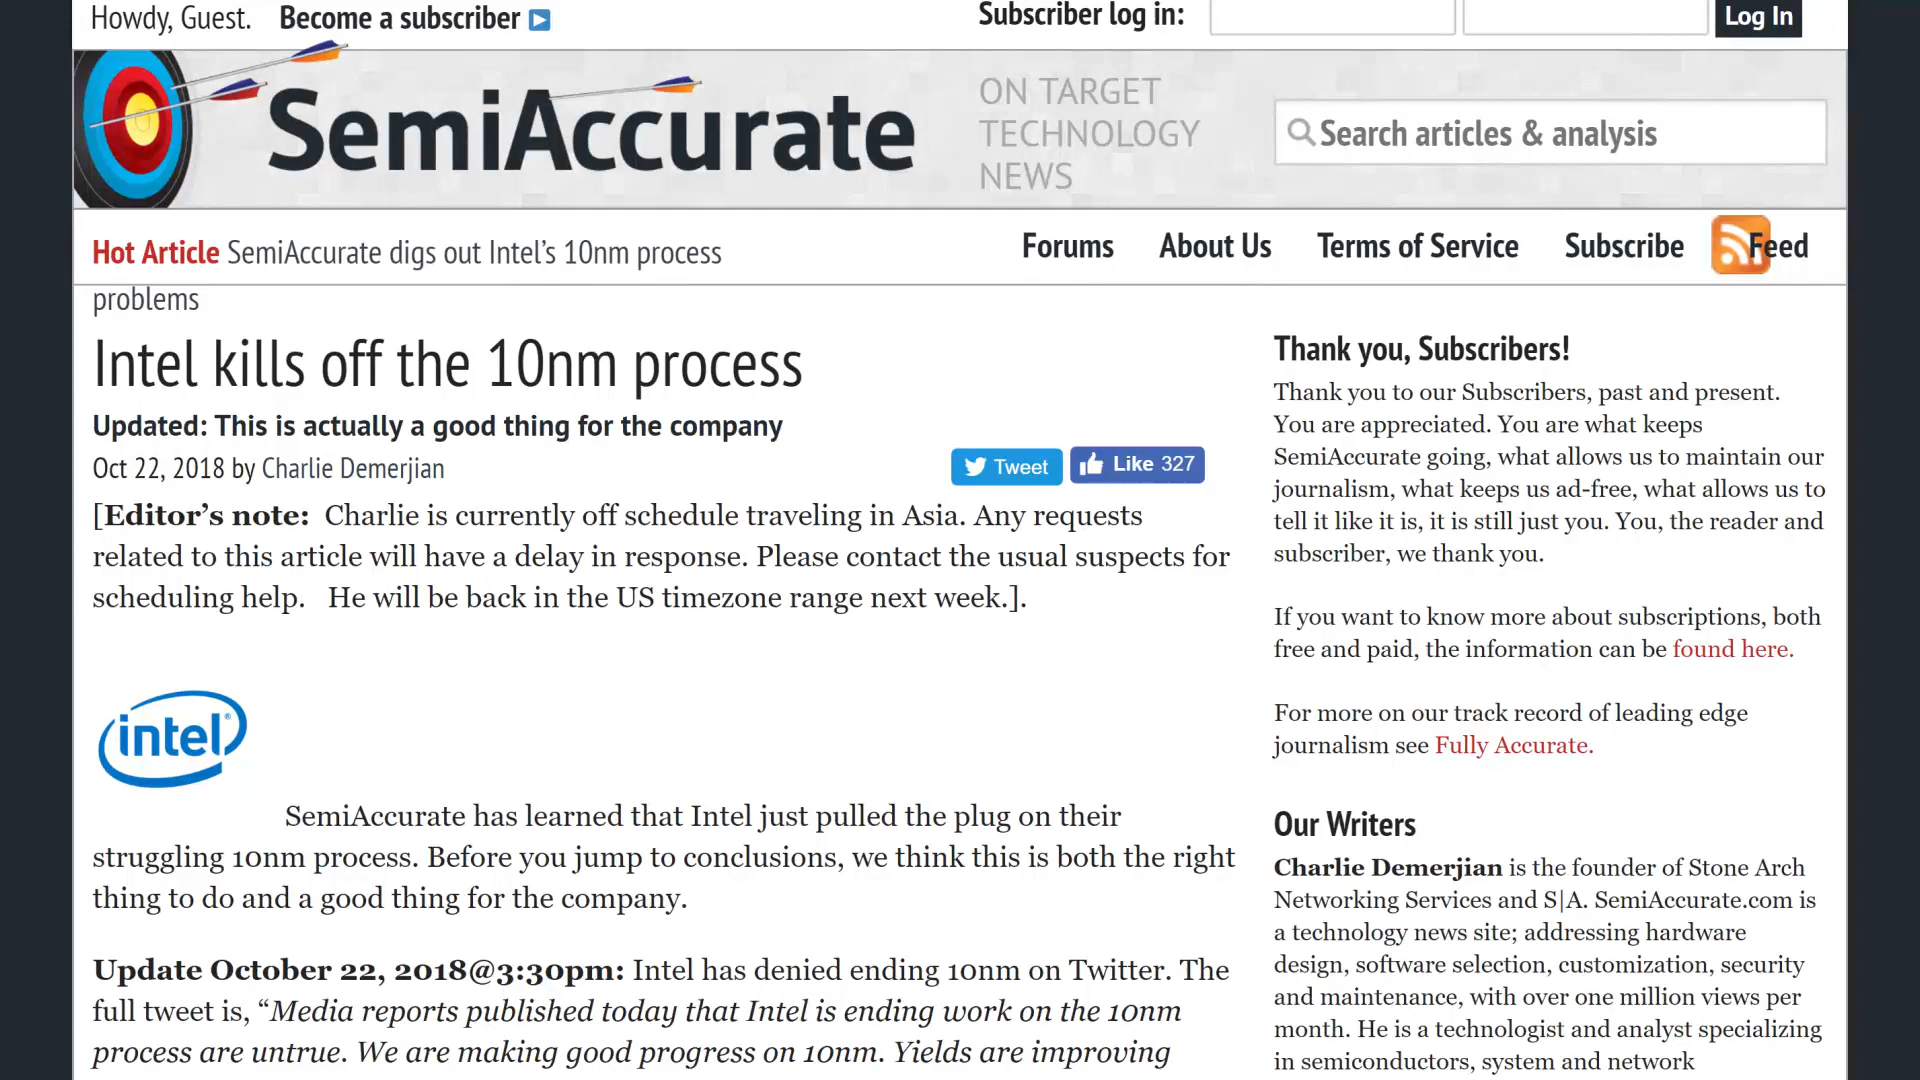 Howdy, Guest. Become a subscriber
Subscriber log in:
Log In
SemiAccurate
ON TARGET
TECHNOLOGY
NEWS
Search articles & analysis
Hot Article SemiAccurate digs out Intel's 10nm process
problems
Forums About Us Terms of Service Subscribe Feed
Intel kills off the 10nm process
Updated: This is actually a good thing for the company
Oct 22, 2018 by Charlie Demerjian
Tweet
Like 327
[Editor's note: Charlie is currently off schedule traveling in Asia. Any requests
related to this article will have a delay in response. Please contact the usual suspects for
scheduling help. He will be back in the US timezone range next week.].
intel®
SemiAccurate has learned that Intel just pulled the plug on their
struggling 10nm process. Before you jump to conclusions, we think this is both the right
thing to do and a good thing for the company.
Update October 22, 2018@3:30pm: Intel has denied ending 10nm on Twitter. The
full tweet is, “Media reports published today that Intel is ending work on the 10nm
process are untrue. We are making good progress on 10nm. Yields are improving
Thank you, Subscribers!
Thank you to our Subscribers, past and present.
You are appreciated. You are what keeps
SemiAccurate going, what allows us to maintain our
journalism, what keeps us ad-free, what allows us to
tell it like it is, it is still just you. You, the reader and
subscriber, we thank you.
If you want to know more about subscriptions, both
free and paid, the information can be found here.
For more on our track record of leading edge
journalism see Fully Accurate.
Our Writers
Charlie Demerjian is the founder of Stone Arch
Networking Services and S|A. SemiAccurate.com is
a technology news site; addressing hardware
design, software selection, customization, security
and maintenance, with over one million views per
month. He is a technologist and analyst specializing
in semiconductors, system and network